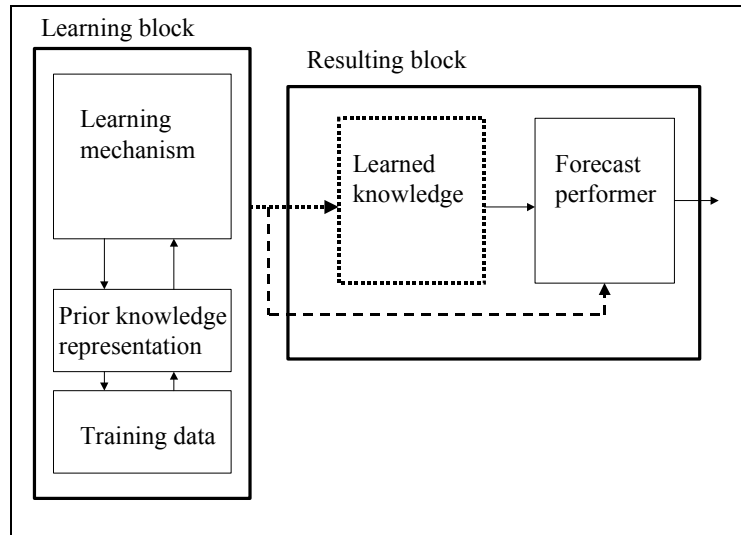 Learning block
Resulting block
Learning
mechanism
Learned
knowledge
Forecast
performer
Prior knowledge
representation
Training data